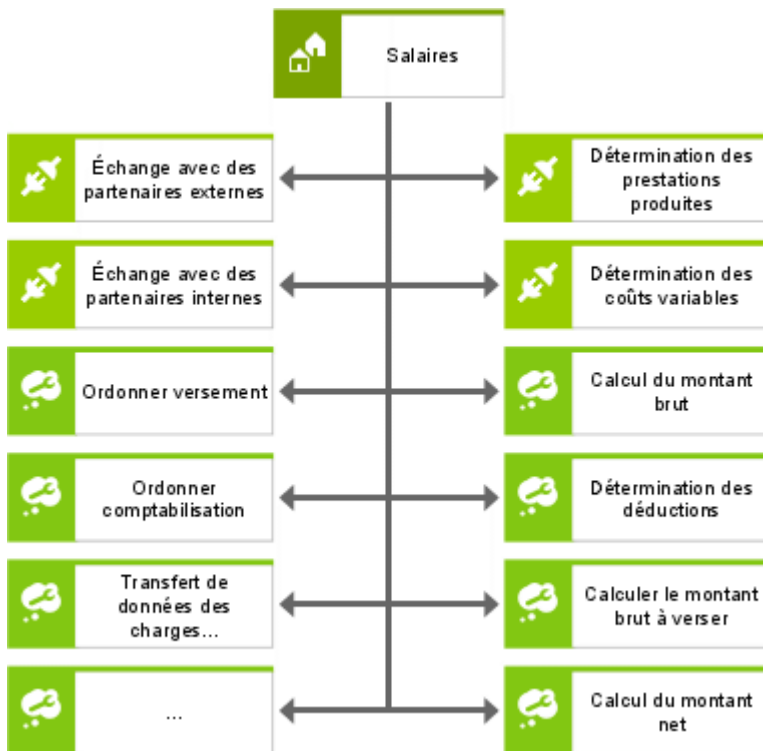 Salaires
Échange avec des
partenaires externes
Détermination des
prestations
produites
Échange avec des
partenaires internes
Détermination des
coûts variables
Ordonner versement
Calcul du montant
brut
Ordonner
comptabilisation
Détermination des
déductions
Transfert de
données des
charges...
Calculer le montant
brut à verser
...
Calcul du montant
net